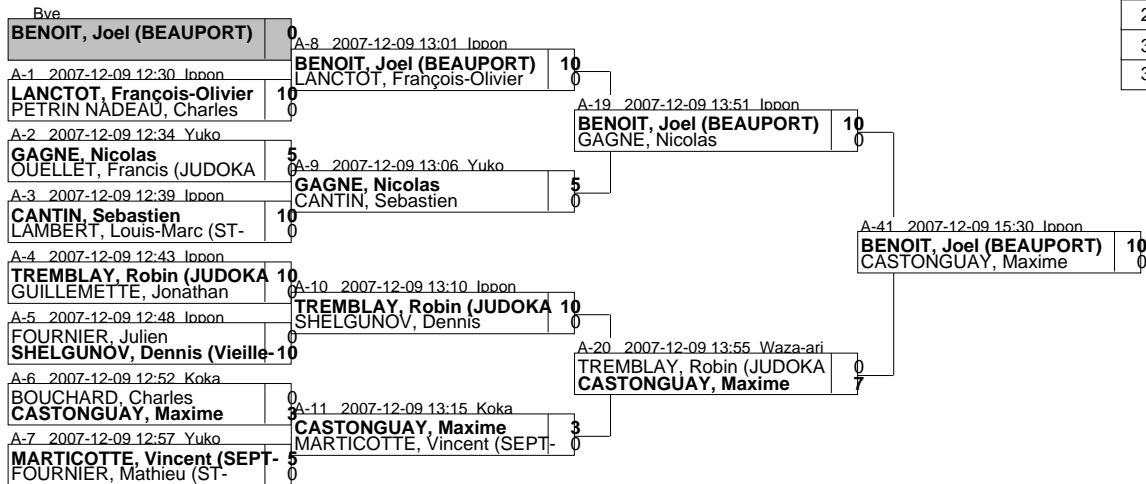 Bye
BENOIT, Joel (BEAUPORT) 0
A-1 2007-12-09 12:30 Ippon
LANCTOT, François-Olivier 10
PETRIN NADEAU, Charles 0
A-2 2007-12-09 12:34 Yuko
GAGNE, Nicolas 5
OUELLET, Francis (JUDOKA 0
A-3 2007-12-09 12:39 Ippon
CANTIN, Sebastien 10
LAMBERT, Louis-Marc (ST- 0
A-4 2007-12-09 12:43 Ippon
TREMBLAY, Robin (JUDOKA 10
GUILLEMETTE, Jonathan 0
A-5 2007-12-09 12:48 Ippon
FOURNIER, Julien 0
SHELGUNOV, Dennis (Vieille- 10
A-6 2007-12-09 12:52 Koka
BOUCHARD, Charles 0
CASTONGUAY, Maxime 3
A-7 2007-12-09 12:57 Yuko
MARTICOTTE, Vincent (SEPT- 5
FOURNIER, Mathieu (ST- 0
A-8 2007-12-09 13:01 Ippon
BENOIT, Joel (BEAUPORT) 10
LANCTOT, François-Olivier 0
A-9 2007-12-09 13:06 Yuko
GAGNE, Nicolas 5
CANTIN, Sebastien 0
A-10 2007-12-09 13:10 Ippon
TREMBLAY, Robin (JUDOKA 10
SHELGUNOV, Dennis 0
A-11 2007-12-09 13:15 Koka
CASTONGUAY, Maxime 3
MARTICOTTE, Vincent (SEPT- 0
A-19 2007-12-09 13:51 Ippon
BENOIT, Joel (BEAUPORT) 10
GAGNE, Nicolas 0
A-20 2007-12-09 13:55 Waza-ari
TREMBLAY, Robin (JUDOKA 0
CASTONGUAY, Maxime 7
A-41 2007-12-09 15:30 Ippon
BENOIT, Joel (BEAUPORT) 10
CASTONGUAY, Maxime 0
2
3
3